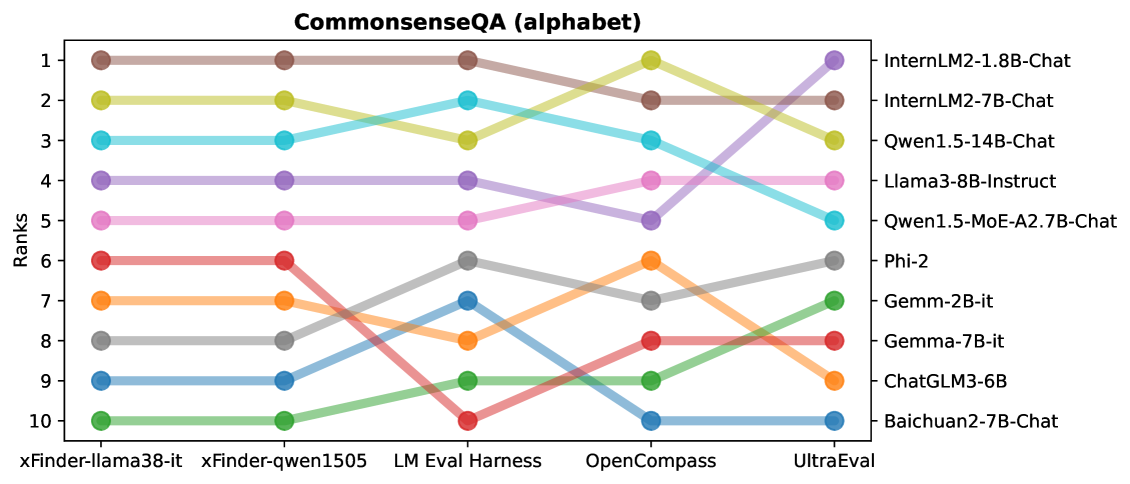 CommonsenseQA (alphabet)
Ranks
1
2
3
4
5
6
7
8
9
10
InternLM2-1.8B-Chat
InternLM2-7B-Chat
Qwen1.5-14B-Chat
Llama3-8B-Instruct
Qwen1.5-MoE-A2.7B-Chat
Phi-2
Gemm-2B-it
Gemma-7B-it
ChatGLM3-6B
Baichuan2-7B-Chat
xFinder-llama38-it
xFinder-qwen1505
LM Eval Harness
OpenCompass
UltraEval